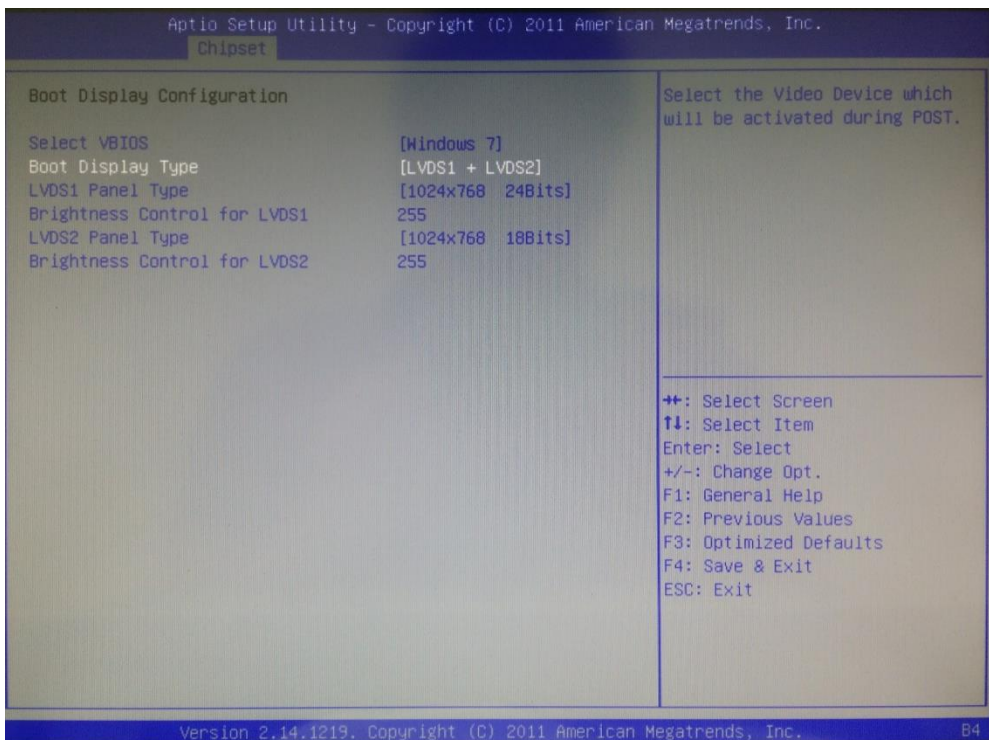 Aptio Setup Utility – Copyright (C) 2011 American Megatrends, Inc.
Chipset
Boot Display Configuration
Select VBIOS [Windows 7]
Boot Display Type [LVDS1 + LVDS2]
LVDS1 Panel Type [1024x768 24Bits]
Brightness Control for LVDS1 255
LVDS2 Panel Type [1024x768 18Bits]
Brightness Control for LVDS2 255
Select the Video Device which
will be activated during POST.
→←: Select Screen
↑↓: Select Item
Enter: Select
+/-: Change Opt.
F1: General Help
F2: Previous Values
F3: Optimized Defaults
F4: Save & Exit
ESC: Exit
Version 2.14.1219. Copyright (C) 2011 American Megatrends, Inc.
B4